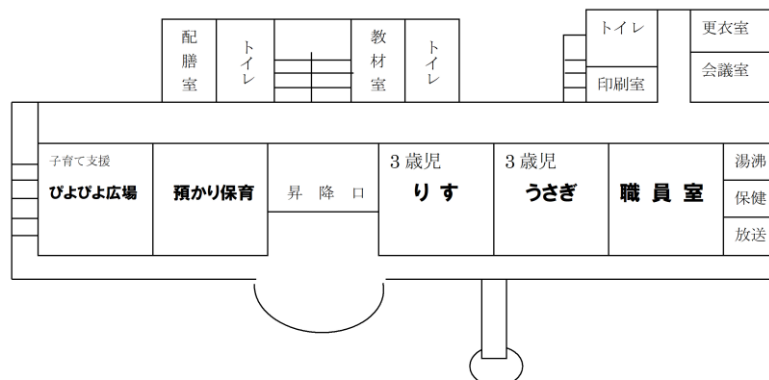 配膳室
トイレ
教材室
トイレ
トイレ
更衣室
印刷室
会議室
子育て支援
ぴよぴよ広場
預かり保育
昇降口
3歳児
りす
3歳児
うさぎ
職員室
湯沸
保健
放送